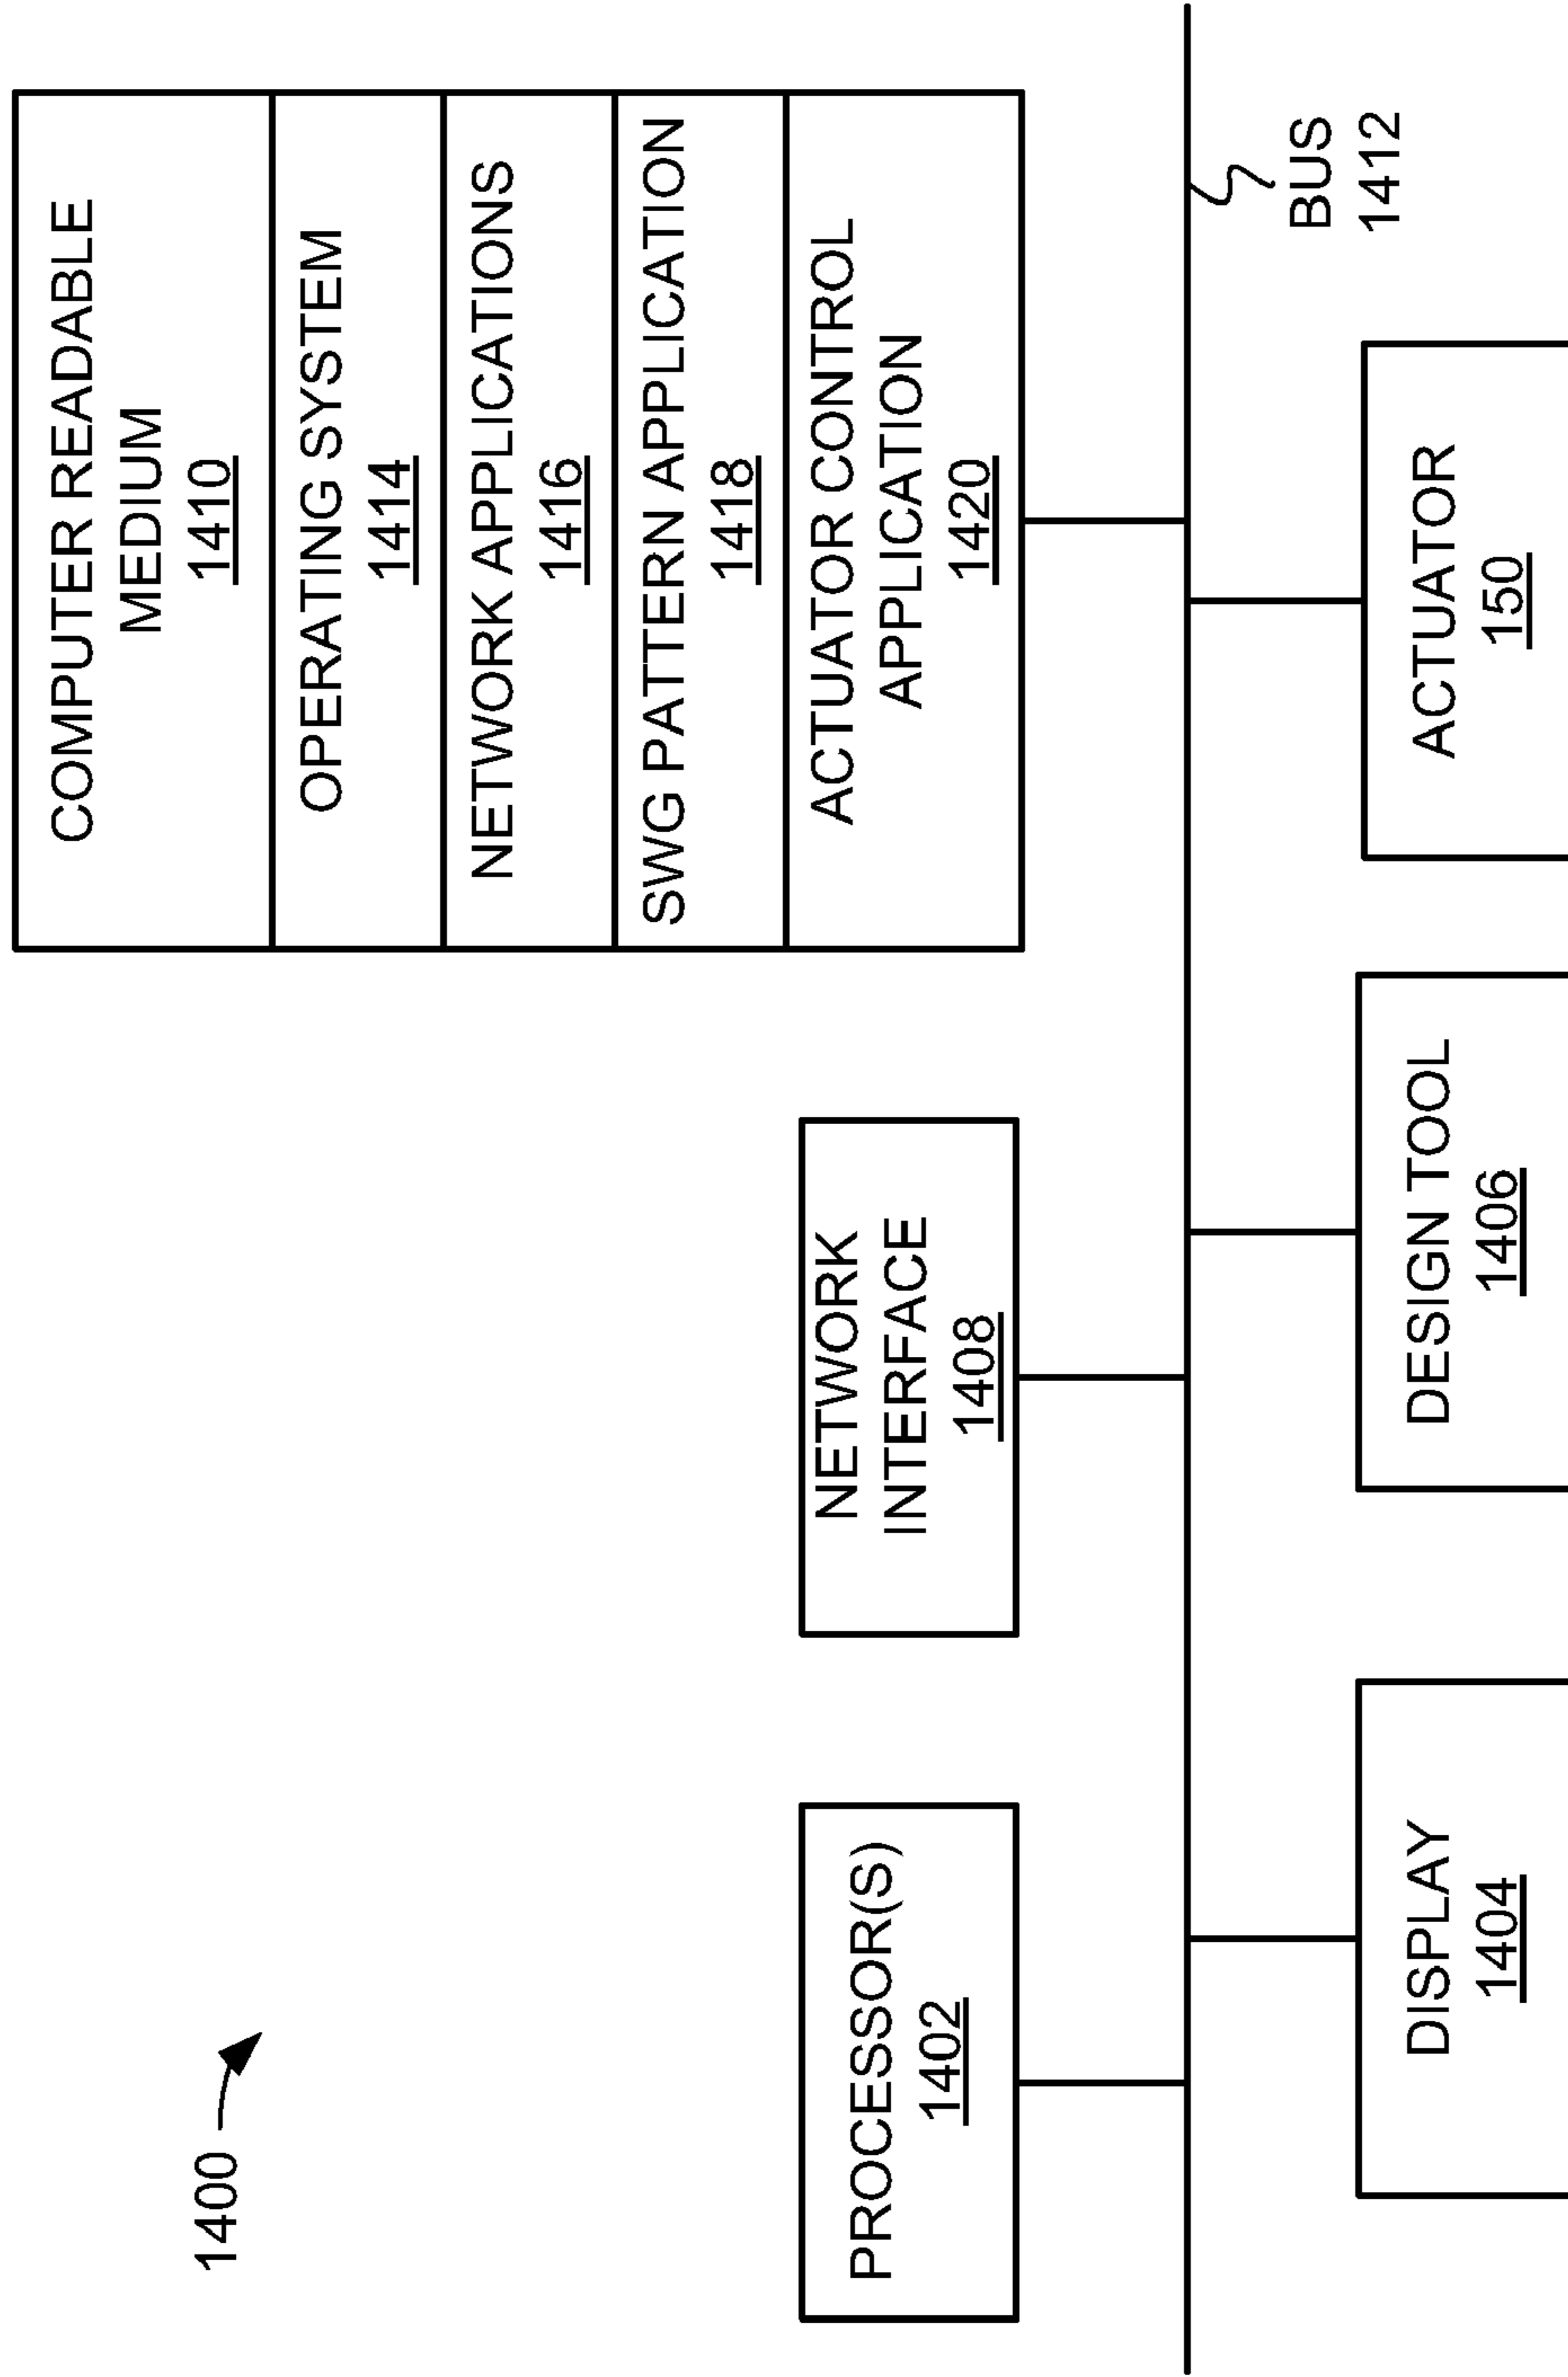 1400
COMPUTER READABLE
MEDIUM
1410
OPERATING SYSTEM
1414
NETWORK APPLICATIONS
1416
SWG PATTERN APPLICATION
1418
ACTUATOR CONTROL
APPLICATION
1420
PROCESSOR(S)
1402
NETWORK
INTERFACE
1408
BUS
1412
DISPLAY
1404
DESIGN TOOL
1406
ACTUATOR
150